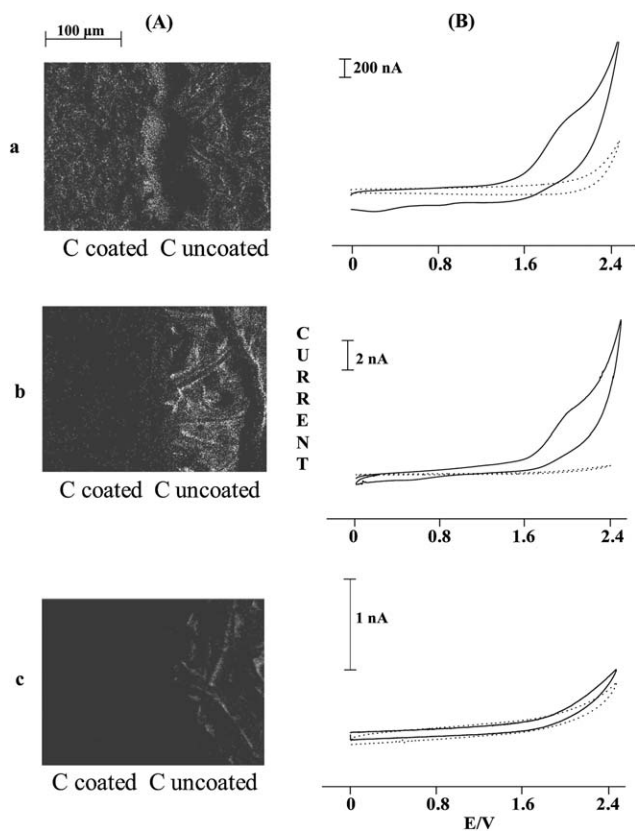 (A) (B)
100 µm
200 nA
a
C coated C uncoated
0 0.8 1.6 2.4
b
C coated C uncoated
CURRENT
2 nA
0 0.8 1.6 2.4
c
C coated C uncoated
1 nA
0 0.8 1.6 2.4
E/V